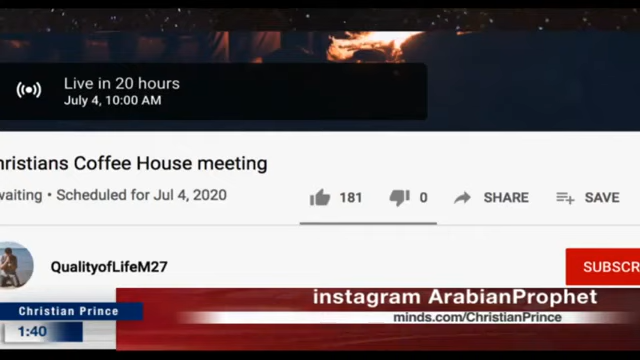 Live in 20 hours
July 4, 10:00 AM
hristians Coffee House meeting
waiting • Scheduled for Jul 4, 2020
181
0
SHARE
SAVE
QualityofLifeM27
SUBSCR
instagram ArabianProphet
Christian Prince
minds.com/ChristianPrince
1:40